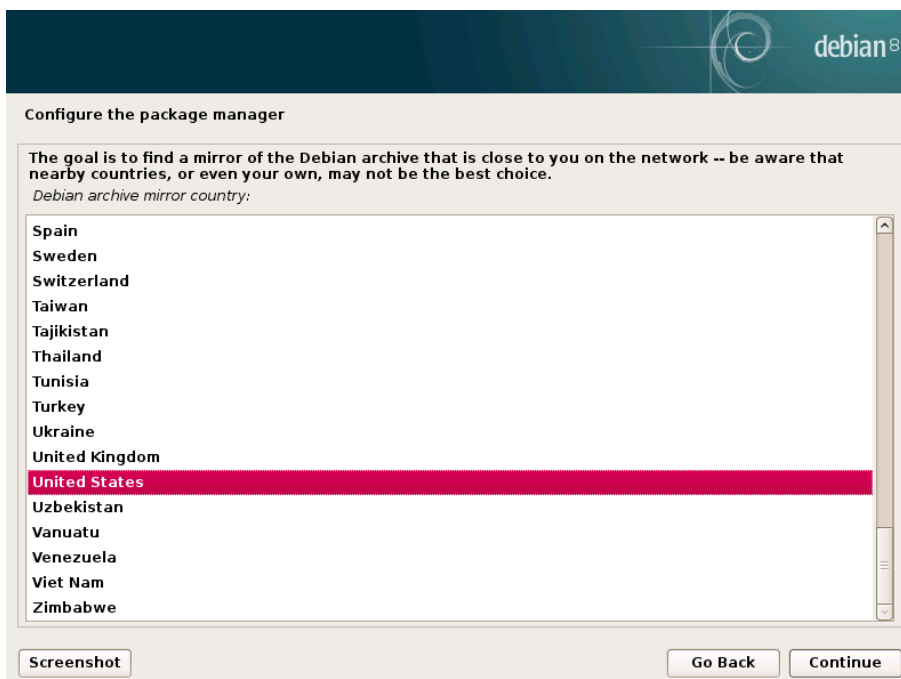 debian 8
Configure the package manager
The goal is to find a mirror of the Debian archive that is close to you on the network -- be aware that
nearby countries, or even your own, may not be the best choice.
Debian archive mirror country:
Spain
Sweden
Switzerland
Taiwan
Tajikistan
Thailand
Tunisia
Turkey
Ukraine
United Kingdom
United States
Uzbekistan
Vanuatu
Venezuela
Viet Nam
Zimbabwe
Screenshot Go Back Continue